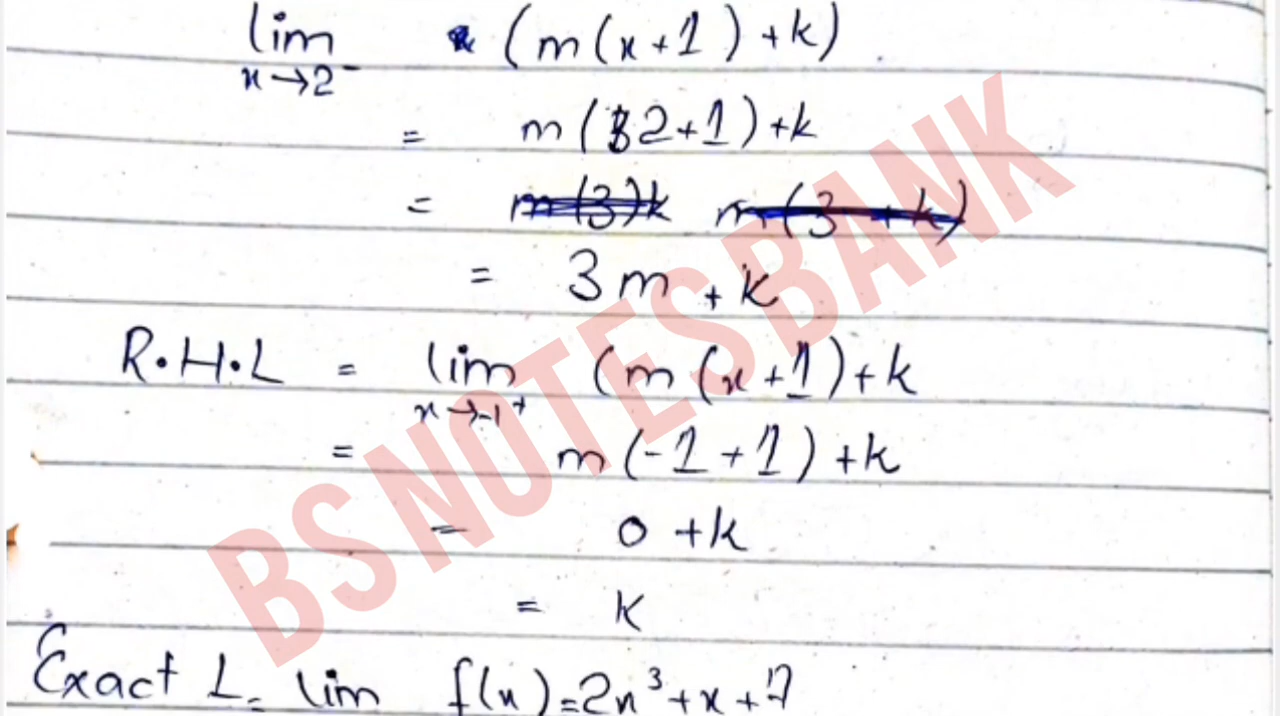 lim (m(x+1)+k)
x→2⁻
= m(2+1)+k
= m(3)k m(3+k)
= 3m+k
R.H.L = lim (m(x+1)+k
x→-1⁺
= m(-1+1)+k
= 0+k
= k
Exact L= lim f(x)=2x³+x+7
BS NOTES BANK